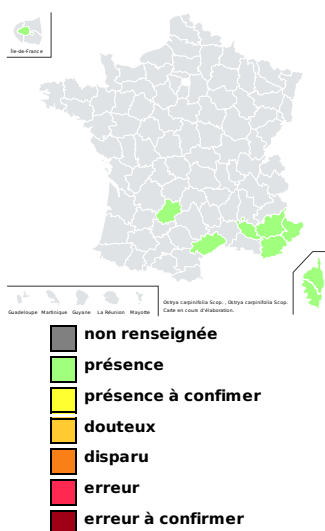 Île-de-France
Ostrya carpinifolia Scop. , Ostrya carpinifolia Scop.
Carte en cours d'élaboration.
Guadeloupe Martinique Guyane La Réunion Mayotte
non renseignée
présence
présence à confimer
douteux
disparu
erreur
erreur à confirmer